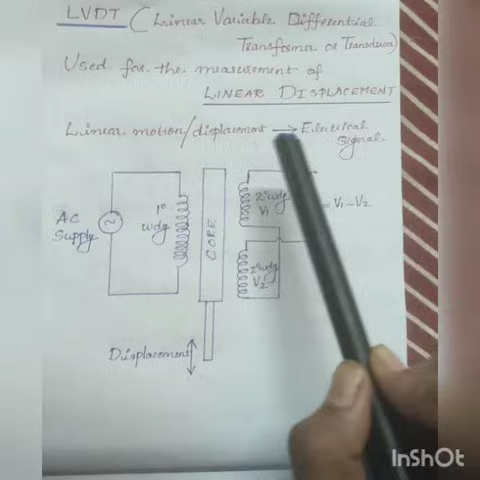 LVDT (Linear Variable Differential
Transformer or Transducer)
Used for the measurement of
LINEAR DISPLACEMENT
Linear motion/displacement → Electrical
Signal.
AC
Supply
~
1°
wdg
CORE
2° wdg
V1
- V1-V2
2° wdg
V2
Displacement
InShOt